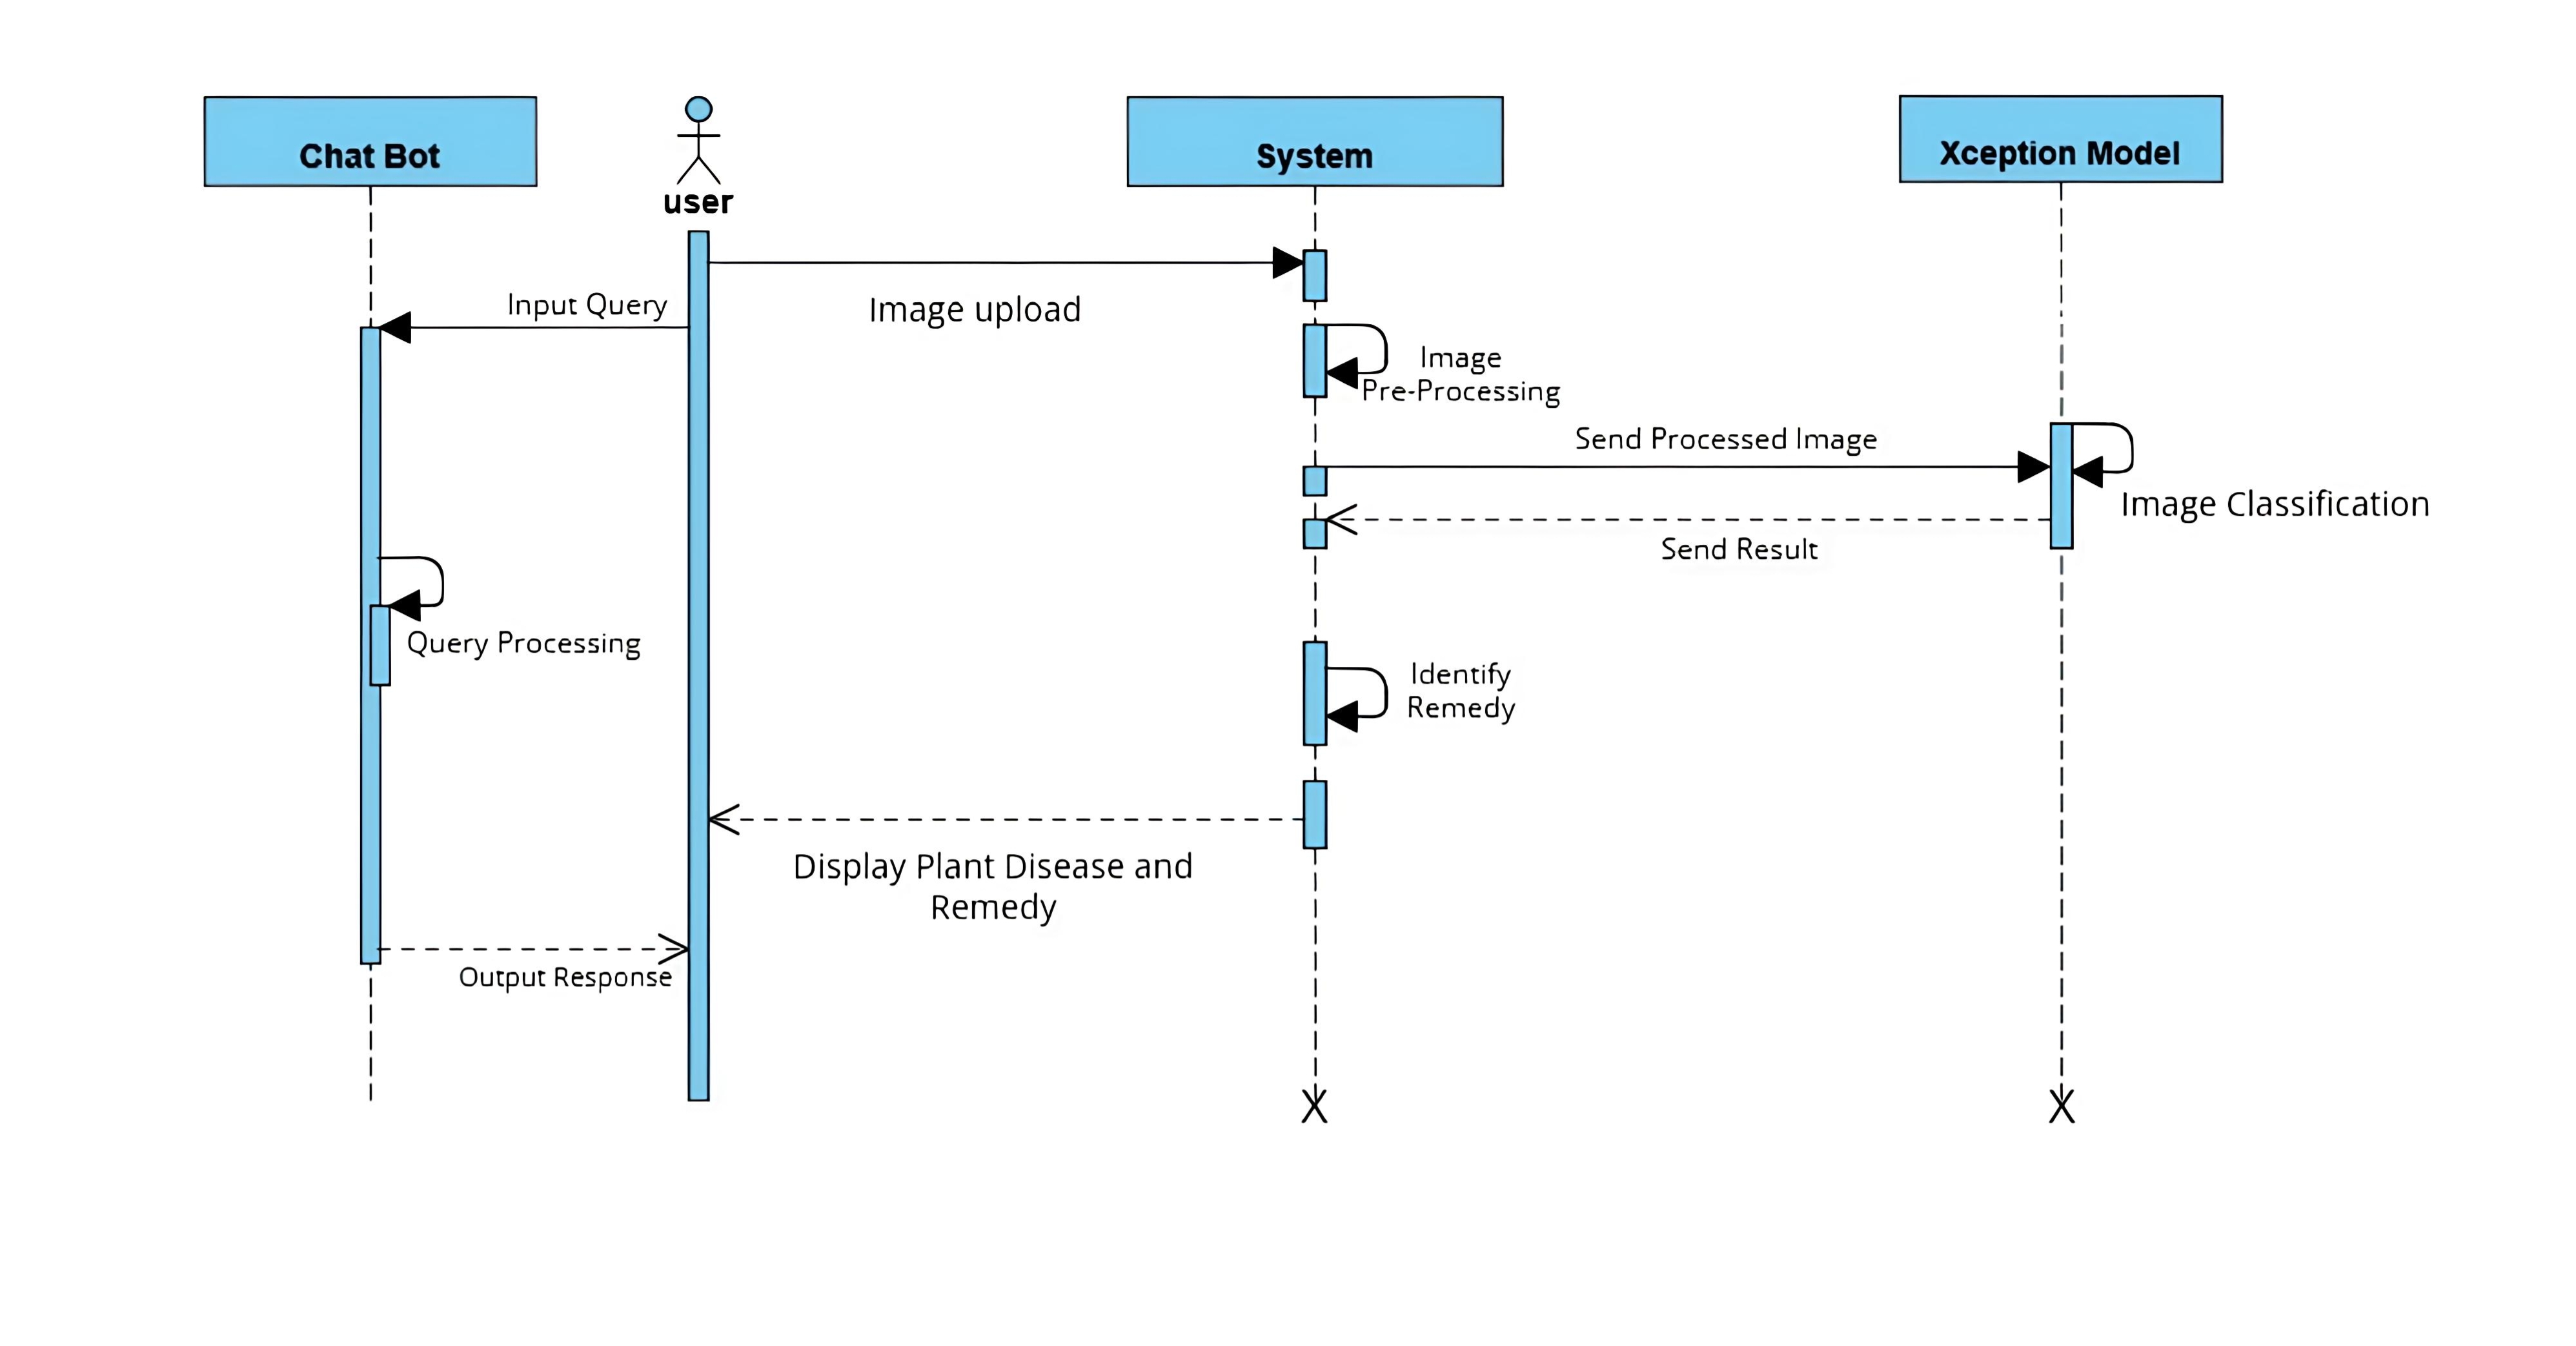 Chat Bot
user
System
Xception Model
Input Query
Image upload
Image
Pre-Processing
Send Processed Image
Image Classification
Send Result
Query Processing
Identify
Remedy
Display Plant Disease and
Remedy
Output Response
X
X